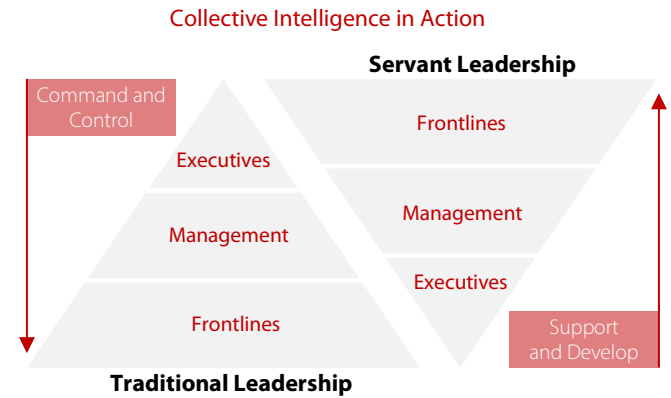 Collective Intelligence in Action
Servant Leadership
Command and
Control
Executives
Management
Frontlines
Traditional Leadership
Frontlines
Management
Executives
Support
and Develop